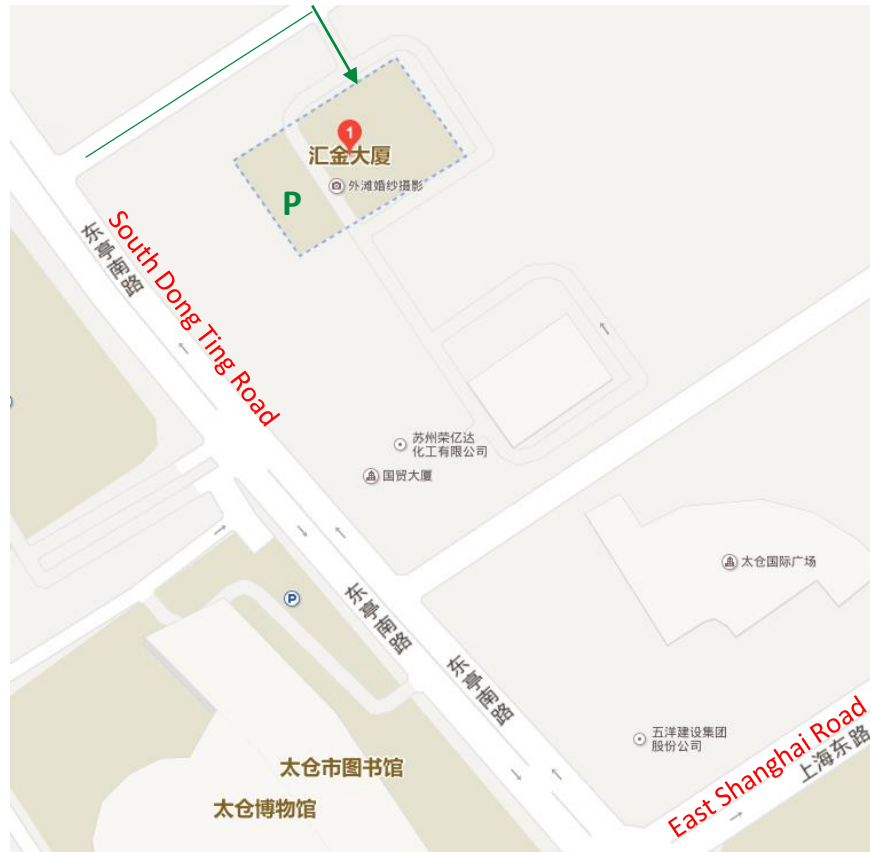 1
汇金大厦
外滩婚纱摄影
P
South Dong Ting Road
东亭南路
苏州荣亿达
化工有限公司
国贸大厦
太仓国际广场
P
东亭南路
东亭南路
五洋建设集团
股份公司
East Shanghai Road
上海东路
太仓市图书馆
太仓博物馆